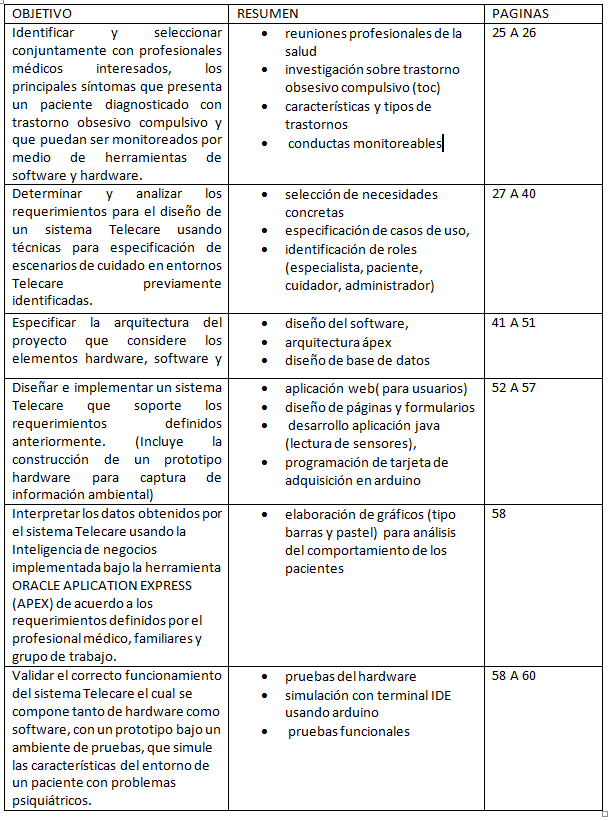 OBJETIVO RESUMEN PAGINAS
Identificar y seleccionar
conjuntamente con profesionales
médicos interesados, los
principales síntomas que presenta
un paciente diagnosticado con
trastorno obsesivo compulsivo y
que puedan ser monitoreados por
medio de herramientas de
software y hardware.
• reuniones profesionales de la
salud
• investigación sobre trastorno
obsesivo compulsivo (toc)
• características y tipos de
trastornos
• conductas monitoreables
25 A 26
Determinar y analizar los
requerimientos para el diseño de
un sistema Telecare usando
técnicas para especificación de
escenarios de cuidado en entornos
Telecare previamente
identificadas.
• selección de necesidades
concretas
• especificación de casos de uso,
• identificación de roles
(especialista, paciente,
cuidador, administrador)
27 A 40
Especificar la arquitectura del
proyecto que considere los
elementos hardware, software y
• diseño del software,
• arquitectura ápex
• diseño de base de datos
41 A 51
Diseñar e implementar un sistema
Telecare que soporte los
requerimientos definidos
anteriormente. (Incluye la
construcción de un prototipo
hardware para captura de
información ambiental)
• aplicación web( para usuarios)
• diseño de páginas y formularios
• desarrollo aplicación java
(lectura de sensores),
• programación de tarjeta de
adquisición en arduino
52 A 57
Interpretar los datos obtenidos por
el sistema Telecare usando la
Inteligencia de negocios
implementada bajo la herramienta
ORACLE APLICATION EXPRESS
(APEX) de acuerdo a los
requerimientos definidos por el
profesional médico, familiares y
grupo de trabajo.
• elaboración de gráficos (tipo
barras y pastel) para análisis
del comportamiento de los
pacientes
58
Validar el correcto funcionamiento
del sistema Telecare el cual se
compone tanto de hardware como
software, con un prototipo bajo un
ambiente de pruebas, que simule
las características del entorno de
un paciente con problemas
psiquiátricos.
• pruebas del hardware
• simulación con terminal IDE
usando arduino
• pruebas funcionales
58 A 60